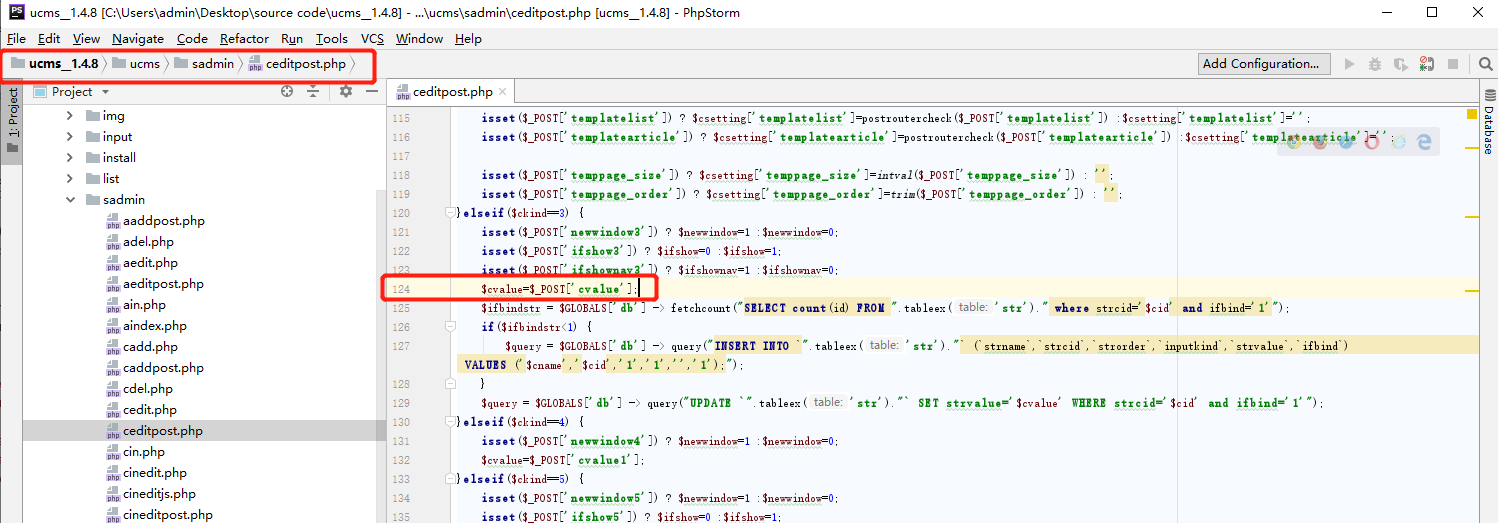 ucms__1.4.8 [C:\Users\admin\Desktop\source code\ucms__1.4.8] - ...\ucms\sadmin\ceditpost.php [ucms_1.4.8] - PhpStorm
File Edit View Navigate Code Refactor Run Tools VCS Window Help
ucms__1.4.8 ucms sadmin ceditpost.php Add Configuration...
1: Project
Project
img
input
install
list
sadmin
aaddpost.php
adel.php
aedit.php
aeditpost.php
ain.php
aindex.php
cadd.php
caddpost.php
cdel.php
cedit.php
ceditpost.php
cin.php
cinedit.php
cineditjs.php
cineditpost.php
ceditpost.php
115 isset($_POST['templatelist']) ? $csetting['templatelist']=postroutercheck($_POST['templatelist']) :$csetting['templatelist']='';
116 isset($_POST['templatearticle']) ? $csetting['templatearticle']=postroutercheck($_POST['templatearticle']) :$csetting['templatearticle']='';
117
118 isset($_POST['temppage_size']) ? $csetting['temppage_size']=intval($_POST['temppage_size']) : '';
119 isset($_POST['temppage_order']) ? $csetting['temppage_order']=trim($_POST['temppage_order']) : '';
120 }elseif($ckind==3) {
121 isset($_POST['newwindow3']) ? $newwindow=1 :$newwindow=0;
122 isset($_POST['ifshow3']) ? $ifshow=0 :$ifshow=1;
123 isset($_POST['ifshownav3']) ? $ifshownav=1 :$ifshownav=0;
124 $cvalue=$_POST['cvalue'];
125 $ifbindstr = $GLOBALS['db'] -> fetchcount("SELECT count(id) FROM ".tableex( table: 'str')." where strcid='$cid' and ifbind='1'");
126 if($ifbindstr<1) {
127 $query = $GLOBALS['db'] -> query("INSERT INTO `".tableex( table: 'str')."` (`strname`,`strcid`,`strorder`,`inputkind`,`strvalue`,`ifbind`)
VALUES ('$cname','$cid','1','1','','1');");
128 }
129 $query = $GLOBALS['db'] -> query("UPDATE `".tableex( table: 'str')."` SET strvalue='$cvalue' WHERE strcid='$cid' and ifbind='1'");
130 }elseif($ckind==4) {
131 isset($_POST['newwindow4']) ? $newwindow=1 :$newwindow=0;
132 $cvalue=$_POST['cvalue1'];
133 }elseif($ckind==5) {
134 isset($_POST['newwindow5']) ? $newwindow=1 :$newwindow=0;
135 isset($_POST['ifshow5']) ? $ifshow=0 :$ifshow=1;
Database